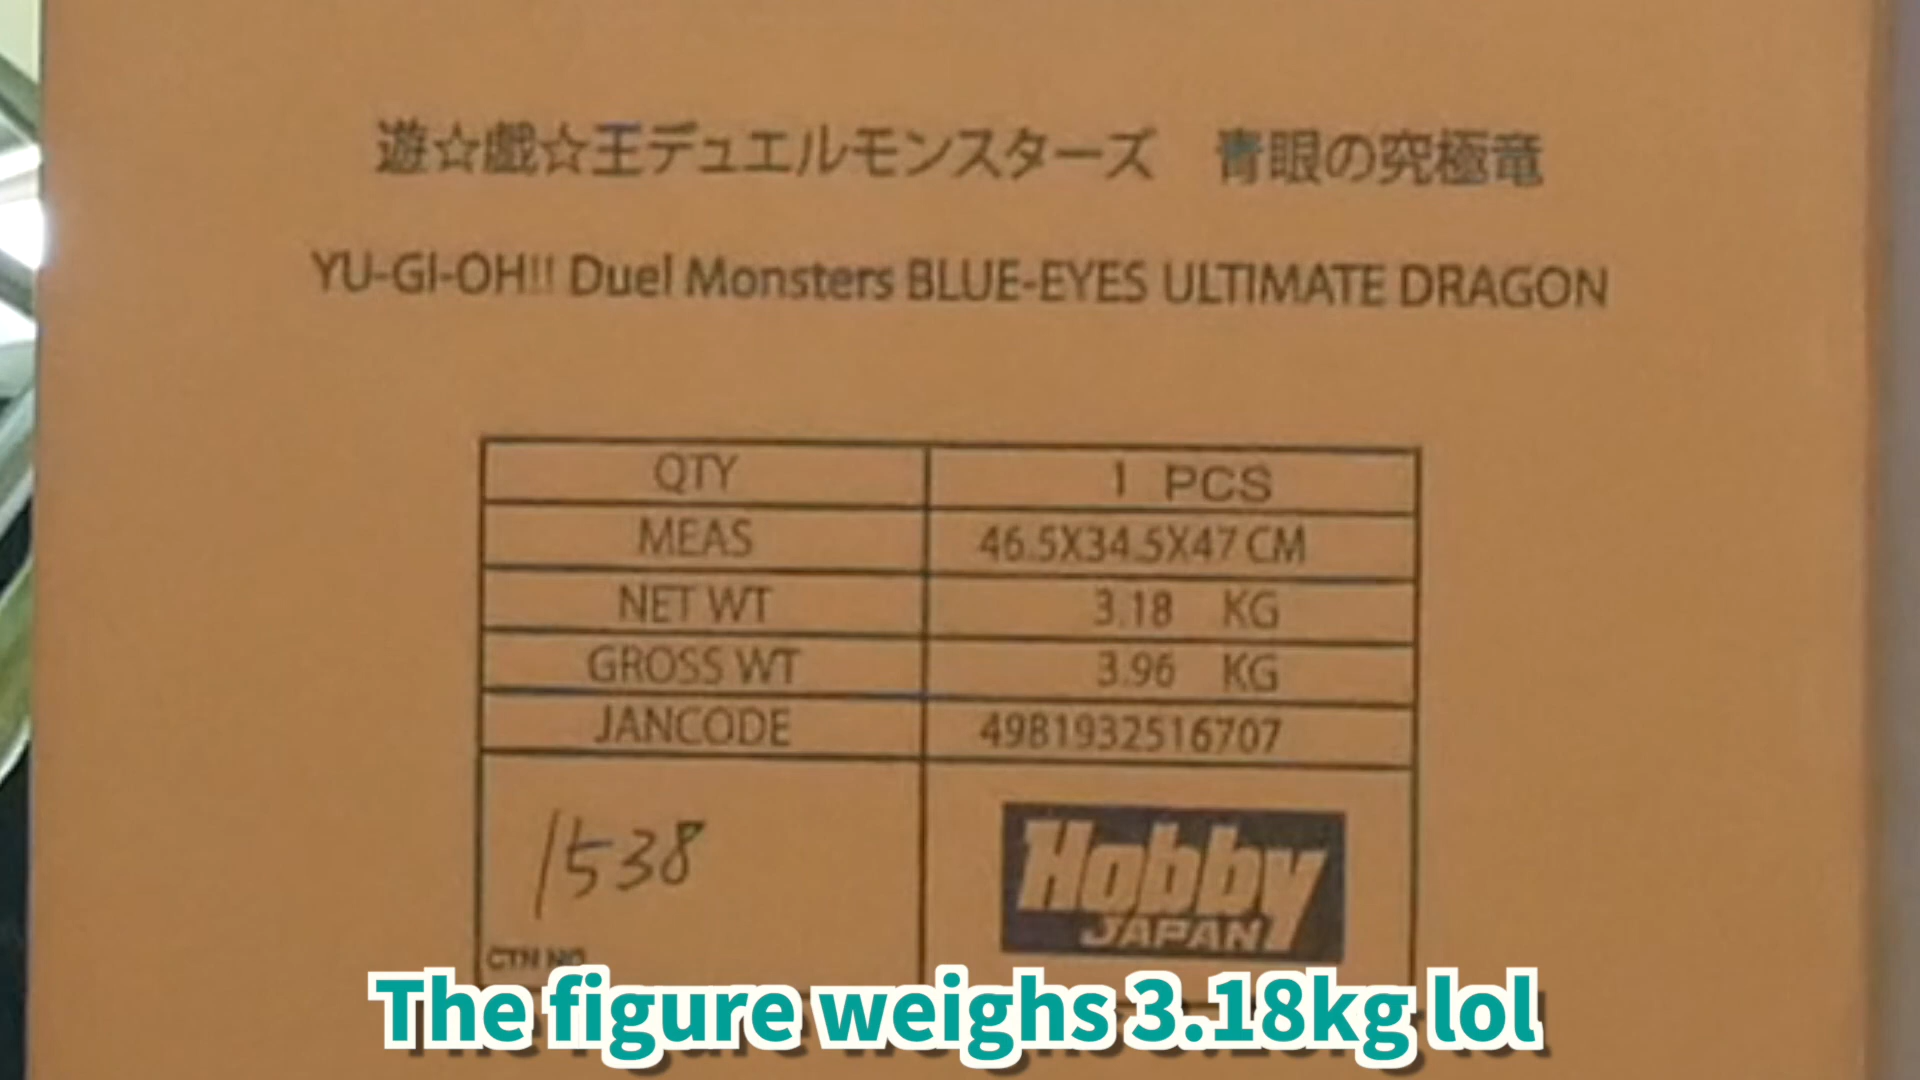 遊☆戯☆王デュエルモンスターズ 青眼の究極竜
YU-GI-OH!! Duel Monsters BLUE-EYES ULTIMATE DRAGON
QTY 1 PCS
MEAS 46.5X34.5X47 CM
NET WT 3.18 KG
GROSS WT 3.96 KG
JANCODE 4981932516707
1538
Hobby
JAPAN
CTN NO
The figure weighs 3.18kg lol